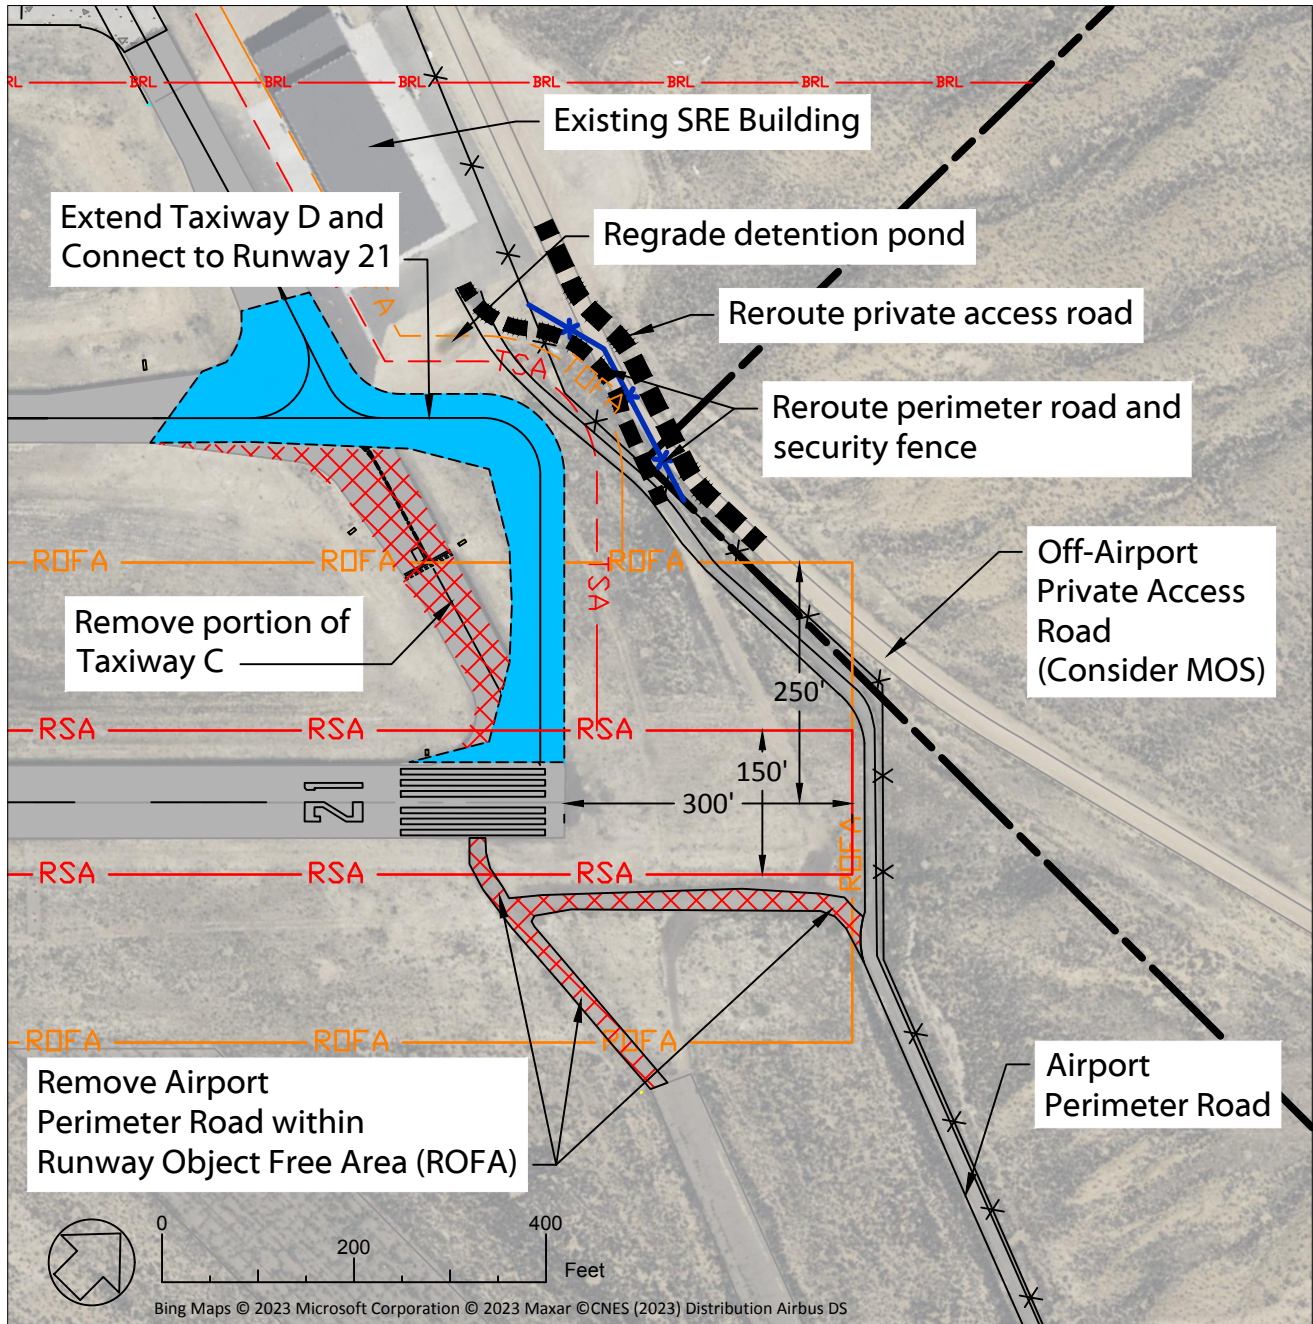 RL BRL BRL BRL BRL BRL BRL BRL
Existing SRE Building
Extend Taxiway D and
Connect to Runway 21
Regrade detention pond
Reroute private access road
TSA
TOFA
Reroute perimeter road and
security fence
ROFA ROFA ROFA
TSA
Off-Airport
Private Access
Road
(Consider MOS)
Remove portion of
Taxiway C
250'
RSA RSA RSA
150'
300'
21
ROFA
RSA RSA RSA
ROFA ROFA ROFA
Remove Airport
Perimeter Road within
Runway Object Free Area (ROFA)
Airport
Perimeter Road
0 400
200
Feet
Bing Maps © 2023 Microsoft Corporation © 2023 Maxar ©CNES (2023) Distribution Airbus DS